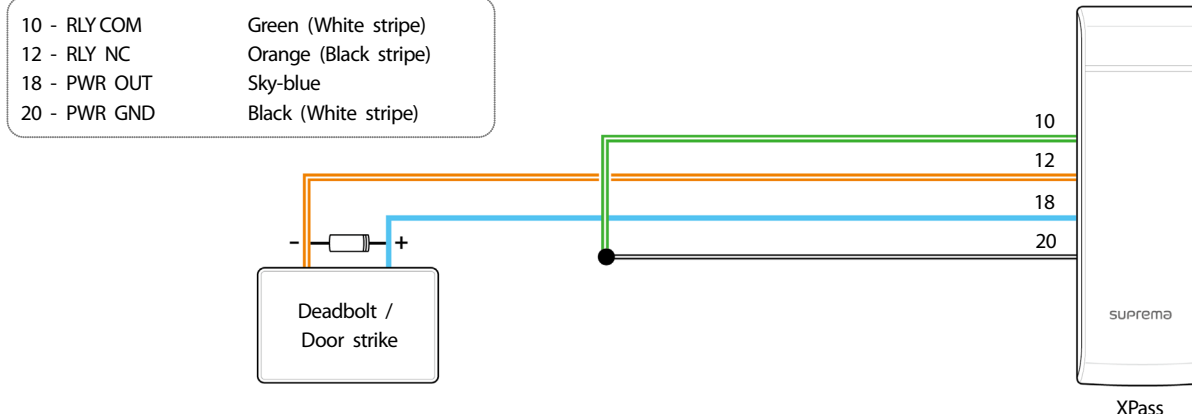 10 - RLY COM Green (White stripe)
12 - RLY NC Orange (Black stripe)
18 - PWR OUT Sky-blue
20 - PWR GND Black (White stripe)
10
12
18
20
- +
Deadbolt /
Door strike
suprema
XPass